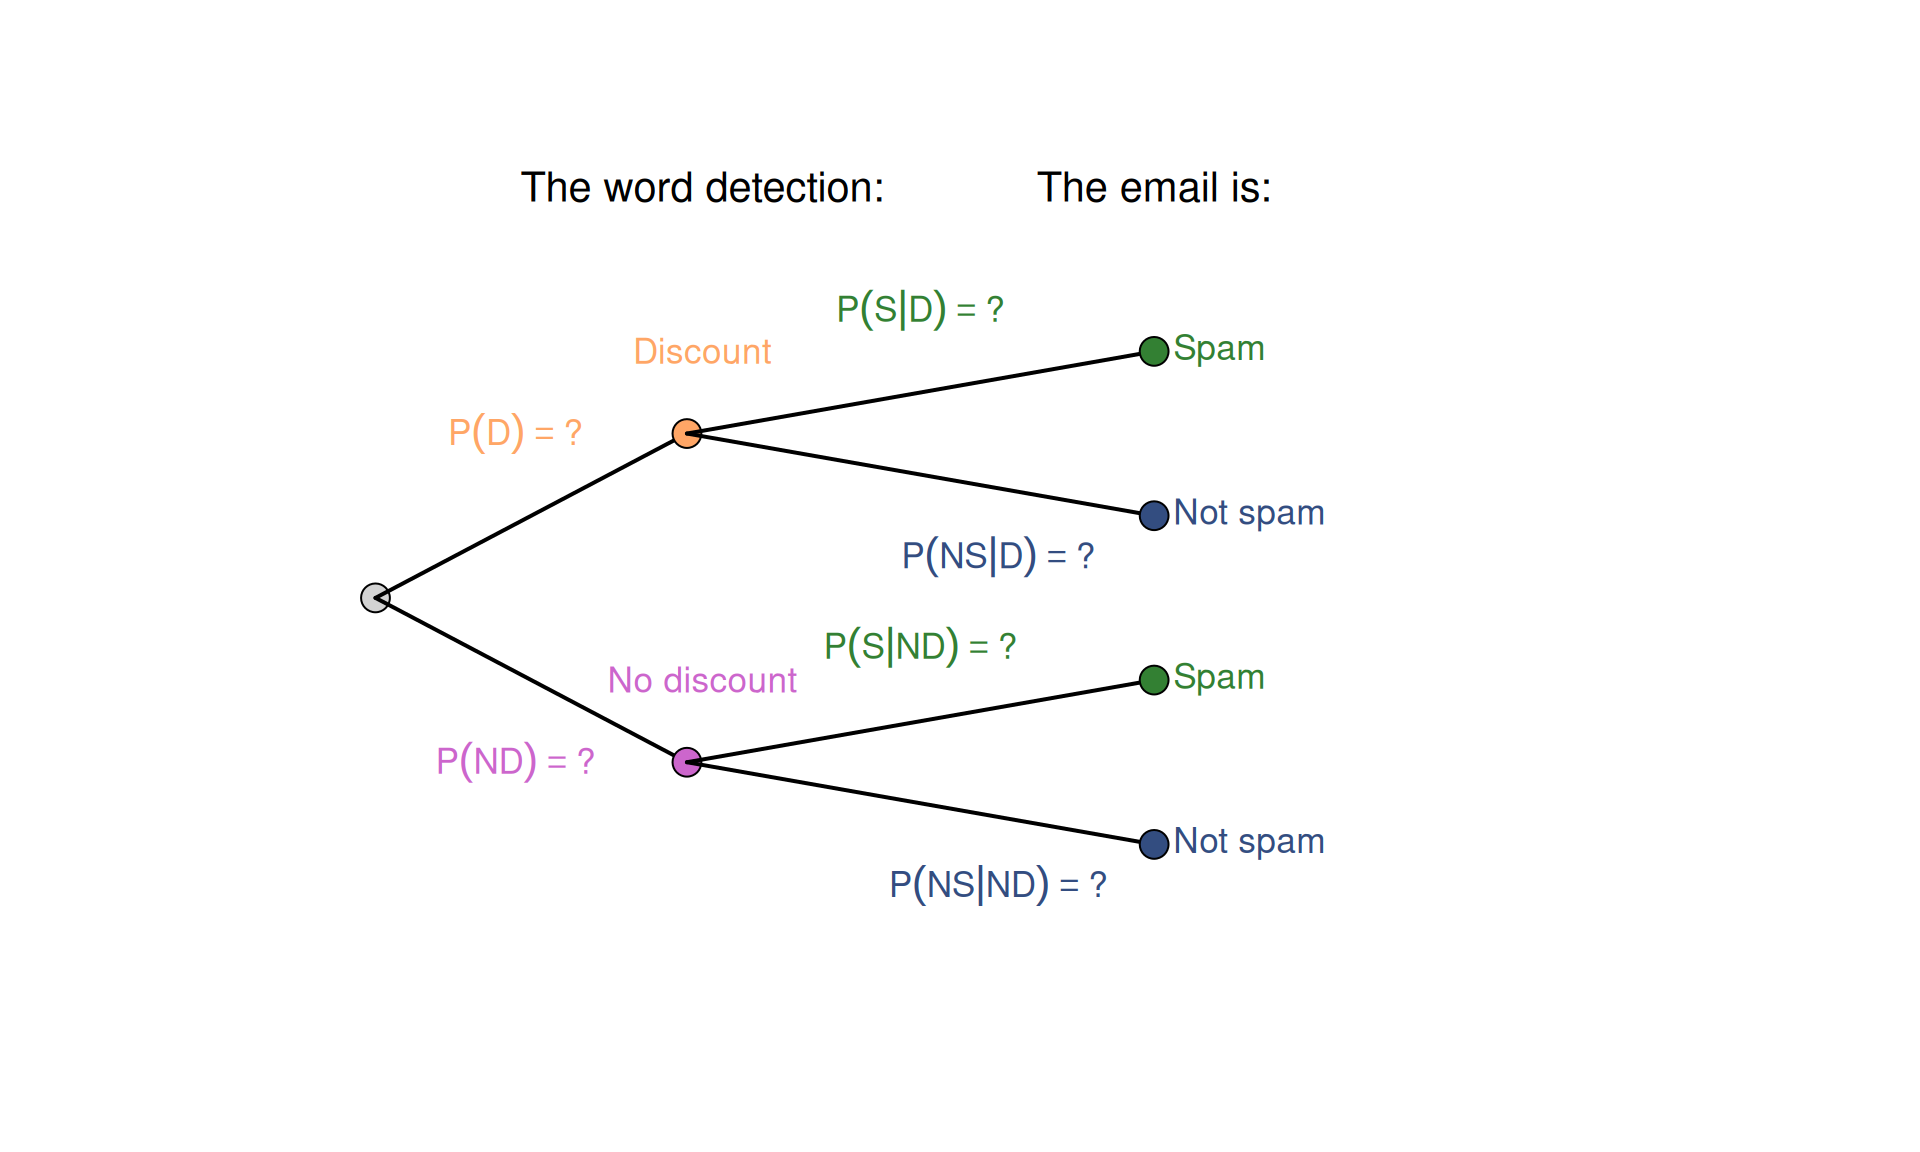 The word detection:
The email is:
P(S|D) = ?
Discount
Spam
P(D) = ?
Not spam
P(NS|D) = ?
P(S|ND) = ?
No discount
Spam
P(ND) = ?
Not spam
P(NS|ND) = ?